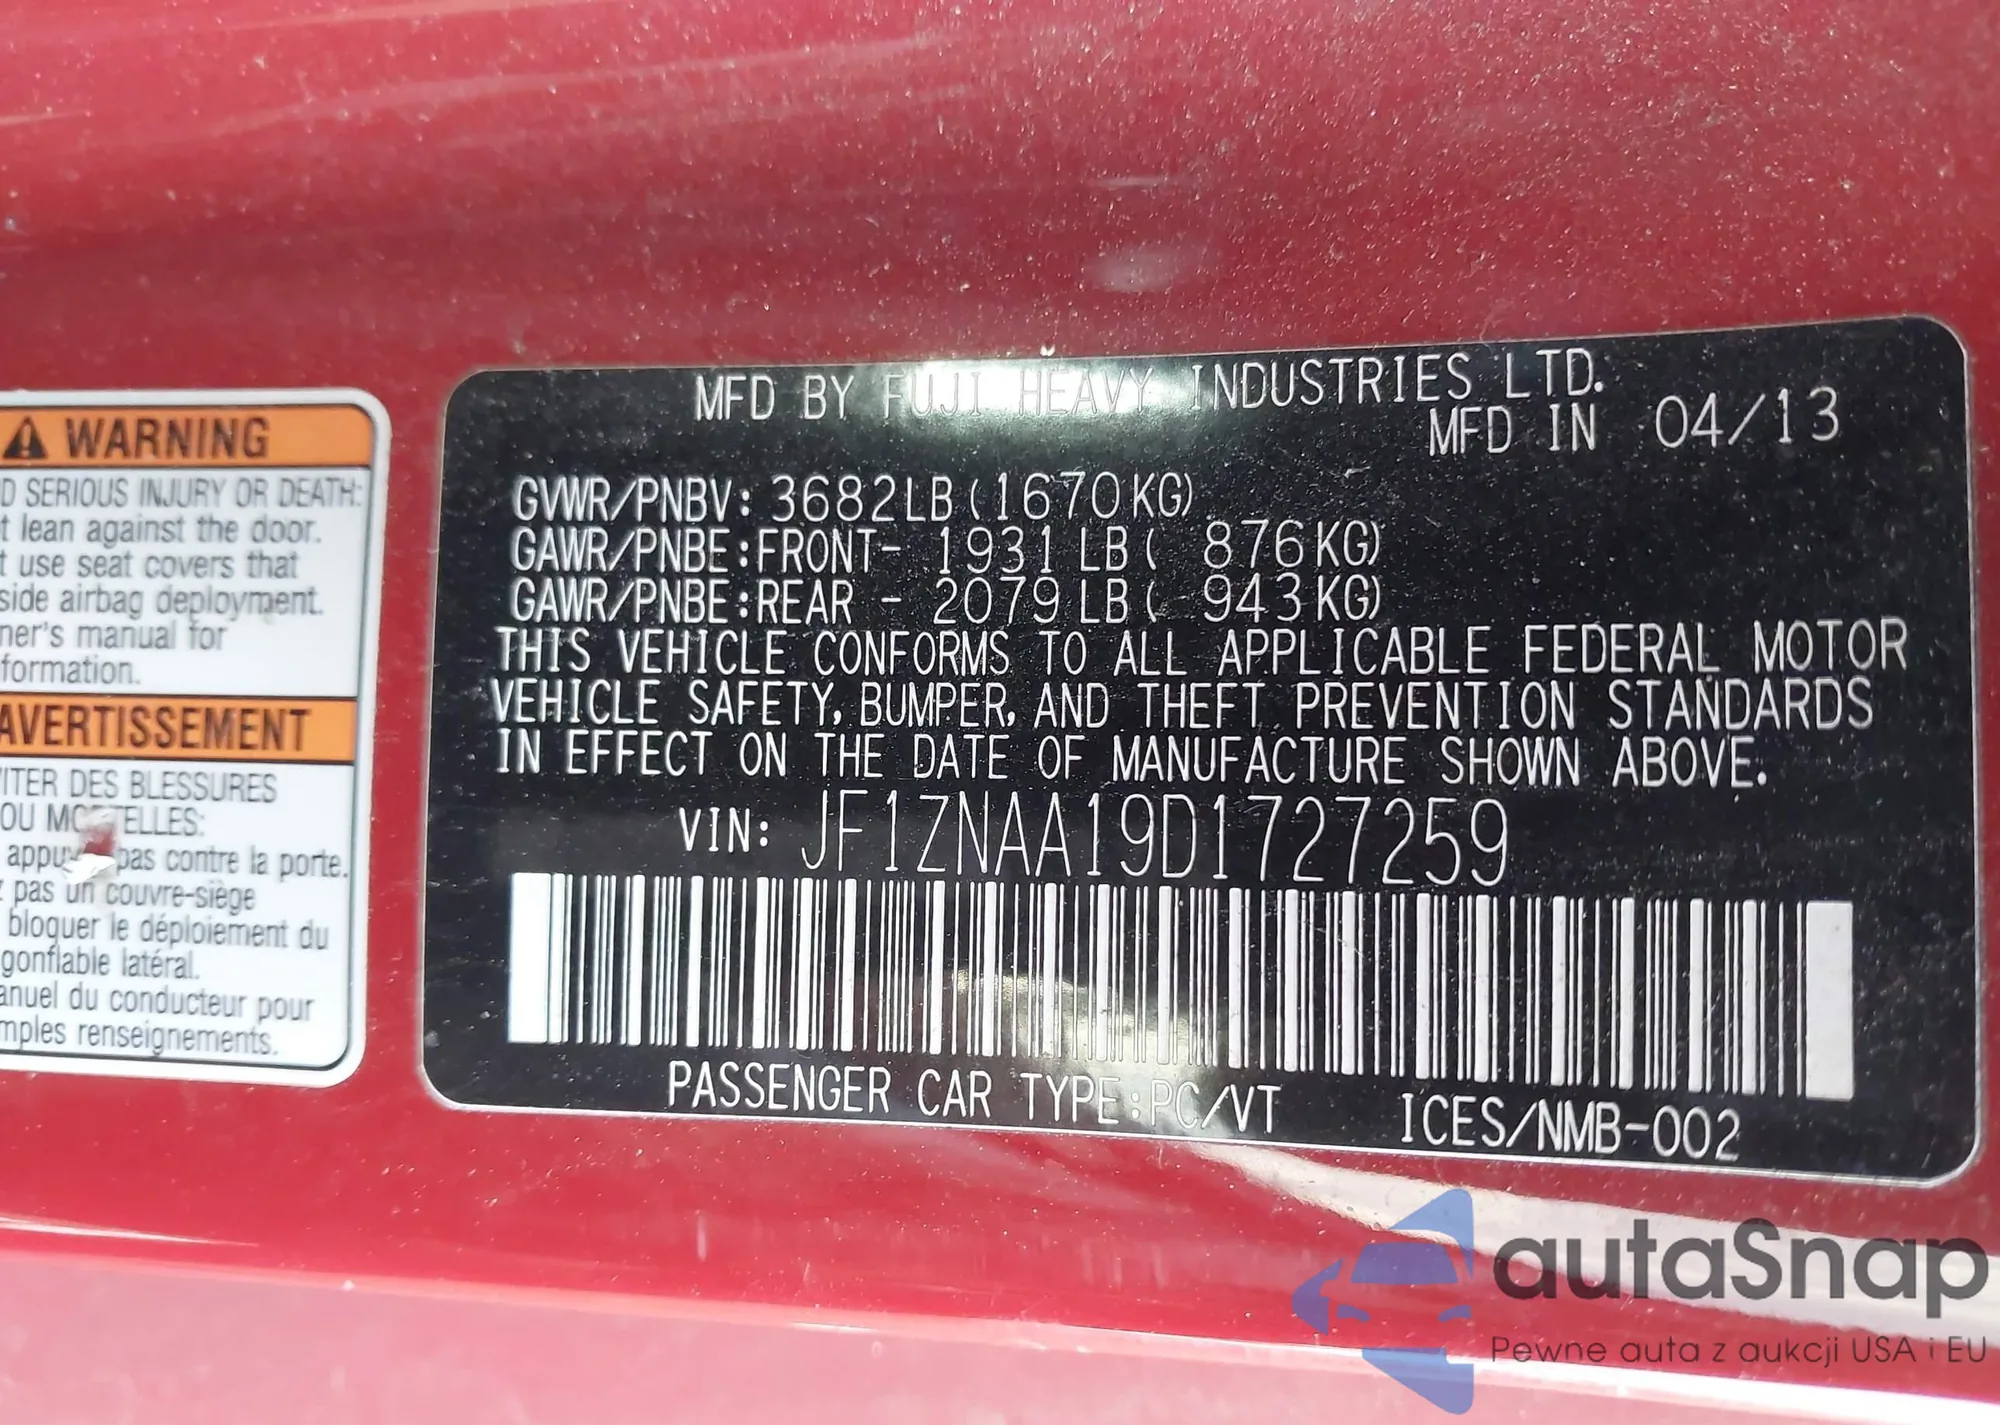 WARNING
D SERIOUS INJURY OR DEATH:
t lean against the door.
t use seat covers that
side airbag deployment.
ner's manual for
formation.
AVERTISSEMENT
ITER DES BLESSURES
OU MO TELLES:
appuy pas contre la porte.
z pas un couvre-siège
bloquer le déploiement du
gonflable latéral.
anuel du conducteur pour
mples renseignements.
MFD BY FUJI HEAVY INDUSTRIES LTD.
MFD IN 04/13
GVWR/PNBV: 3682LB (1670KG)
GAWR/PNBE:FRONT- 1931 LB ( 876KG)
GAWR/PNBE:REAR - 2079 LB ( 943KG)
THIS VEHICLE CONFORMS TO ALL APPLICABLE FEDERAL MOTOR
VEHICLE SAFETY, BUMPER, AND THEFT PREVENTION STANDARDS
IN EFFECT ON THE DATE OF MANUFACTURE SHOWN ABOVE.
VIN: JF1ZNAA19D1727259
PASSENGER CAR TYPE:PC/VT ICES/NMB-002
autaSnap
Pewne auta z aukcji USA i EU